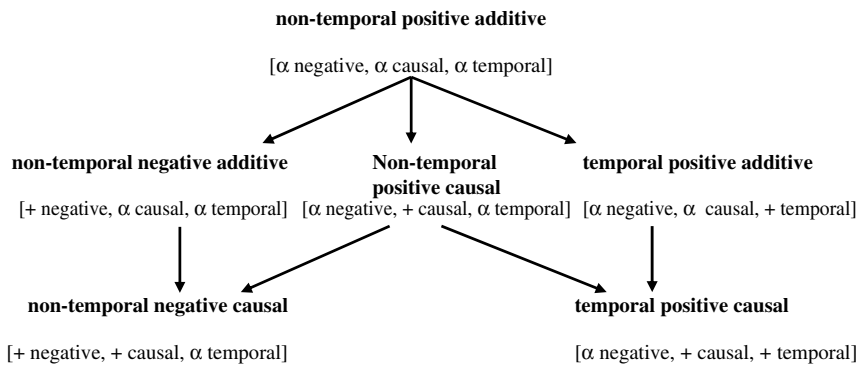 non-temporal positive additive
[α negative, α causal, α temporal]
non-temporal negative additive
Non-temporal
positive causal
temporal positive additive
[+ negative, α causal, α temporal]
[α negative, + causal, α temporal]
[α negative, α causal, + temporal]
non-temporal negative causal
temporal positive causal
[+ negative, + causal, α temporal]
[α negative, + causal, + temporal]